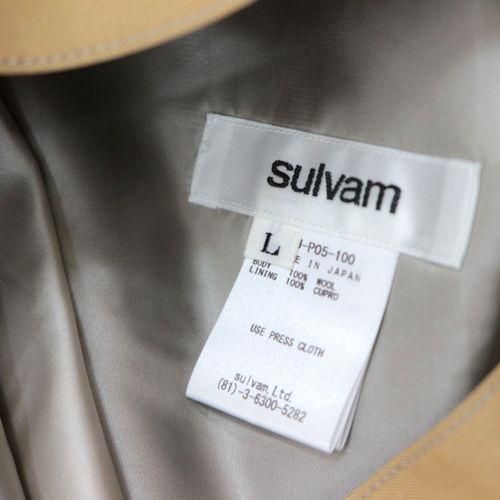 sulvam
L
-P05-100
E IN JAPAN
BODY 100% WOOL
LINING 100% CUPRO
USE PRESS CLOTH
sulvam,Ltd.
(81)-3-6300-5282